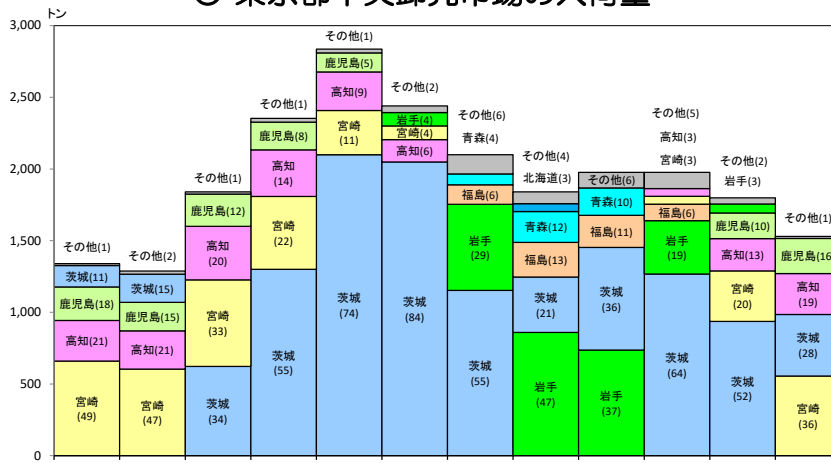 ○ 東京都中央卸売市場の入荷量
トン
3,000
2,500
2,000
1,500
1,000
500
0
その他(1)
茨城(11)
鹿児島(18)
高知(21)
宮崎
(49)
その他(2)
茨城(15)
鹿児島(15)
高知(21)
宮崎
(47)
その他(1)
鹿児島(12)
高知
(20)
宮崎
(33)
茨城
(34)
その他(1)
鹿児島(8)
高知
(14)
宮崎
(22)
茨城
(55)
その他(1)
鹿児島(5)
高知(9)
宮崎
(11)
茨城
(74)
その他(2)
岩手(4)
宮崎(4)
高知(6)
茨城
(84)
その他(6)
青森(4)
福島(6)
岩手
(29)
茨城
(55)
その他(4)
北海道(3)
青森(12)
福島(13)
茨城
(21)
岩手
(47)
その他(6)
青森(10)
福島(11)
茨城
(36)
岩手
(37)
その他(5)
高知(3)
宮崎(3)
福島(6)
岩手
(19)
茨城
(64)
その他(2)
岩手(3)
鹿児島(10)
高知(13)
宮崎
(20)
茨城
(52)
その他(1)
鹿児島(16)
高知
(19)
茨城
(28)
宮崎
(36)